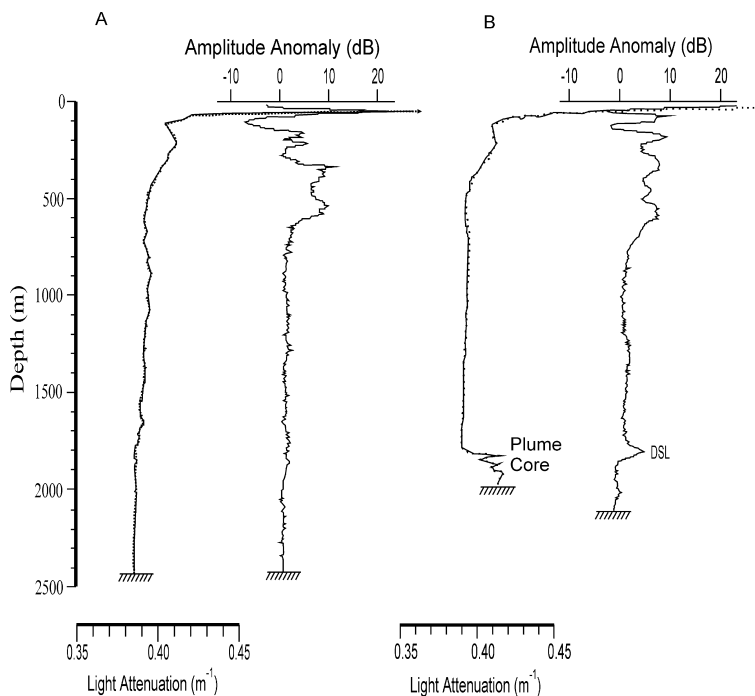 A
B
Amplitude Anomaly (dB)
Amplitude Anomaly (dB)
-10 0 10 20
-10 0 10 20
Depth (m)
0
500
1000
1500
2000
2500
Plume
Core
DSL
0.35 0.40 0.45
0.35 0.40 0.45
Light Attenuation (m-1)
Light Attenuation (m-1)